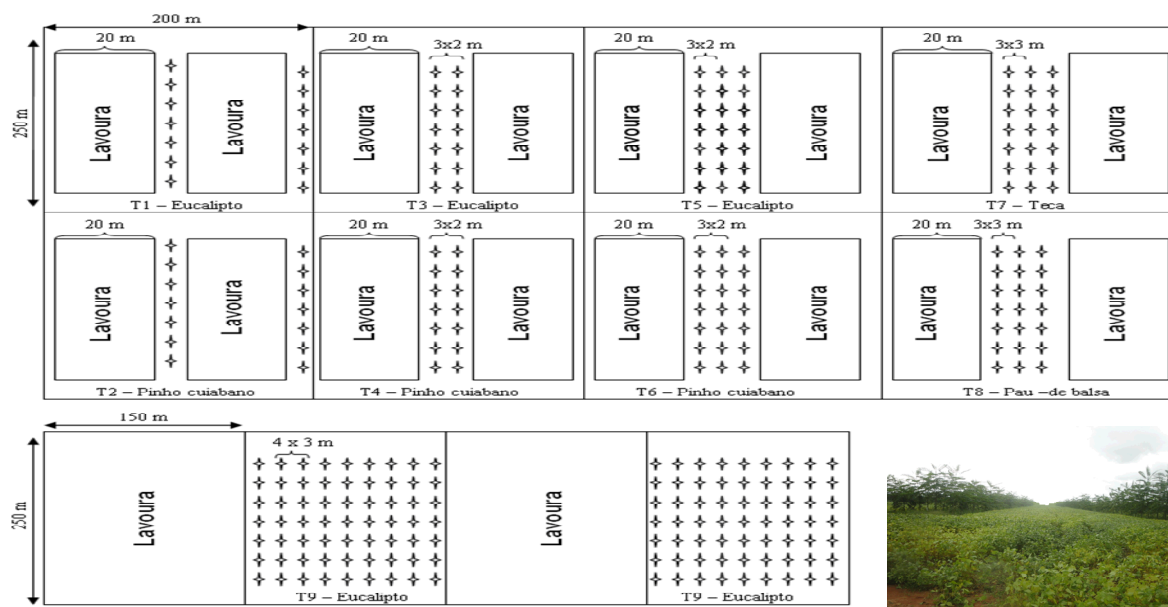 200 m
20 m
20 m
3x2 m
20 m
3x2 m
20 m
3x3 m
250 m
Lavoura
Lavoura
Lavoura
Lavoura
Lavoura
Lavoura
Lavoura
Lavoura
T1 – Eucalipto
T3 – Eucalipto
T5 – Eucalipto
T7 – Teca
20 m
20 m
3x2 m
20 m
3x2 m
20 m
3x3 m
Lavoura
Lavoura
Lavoura
Lavoura
Lavoura
Lavoura
Lavoura
Lavoura
T2 – Pinho cuiabano
T4 – Pinho cuiabano
T6 – Pinho cuiabano
T8 – Pau –de balsa
150 m
4 x 3 m
250 m
Lavoura
Lavoura
T9 – Eucalipto
T9 – Eucalipto